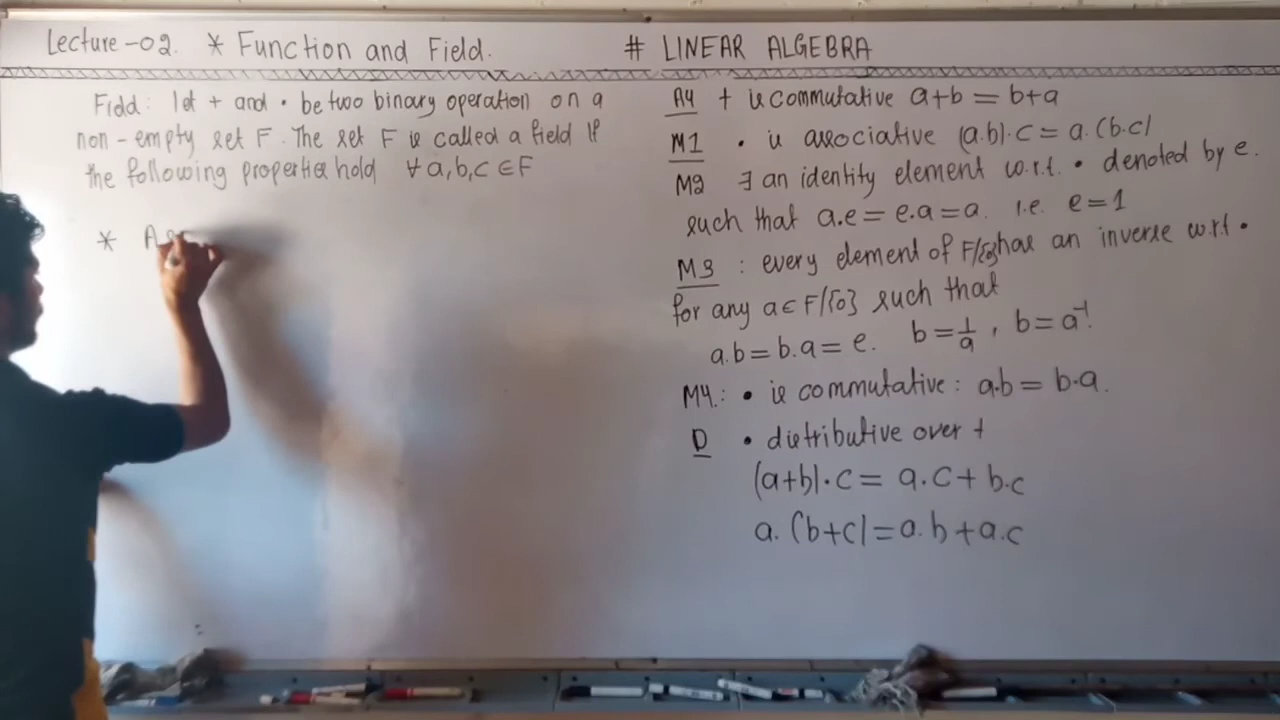 Lecture-02. * Function and Field.
# LINEAR ALGEBRA
Field: let + and • be two binary operation on a
non-empty set F. The set F is called a field if
the following properties hold ∀ a,b,c ∈ F
*
A4 + is commutative a+b = b+a
M1 • is associative (a.b).c = a.(b.c)
M2 ∃ an identity element w.r.t. • denoted by e.
such that a.e = e.a = a. i.e. e = 1
M3 : every element of F/{0} has an inverse w.r.t •
for any a ∈ F/{0} such that
a.b = b.a = e. b = 1/a , b = a⁻¹.
M4.: • is commutative: a.b = b.a.
D • distributive over +
(a+b).c = a.c + b.c
a.(b+c) = a.b + a.c